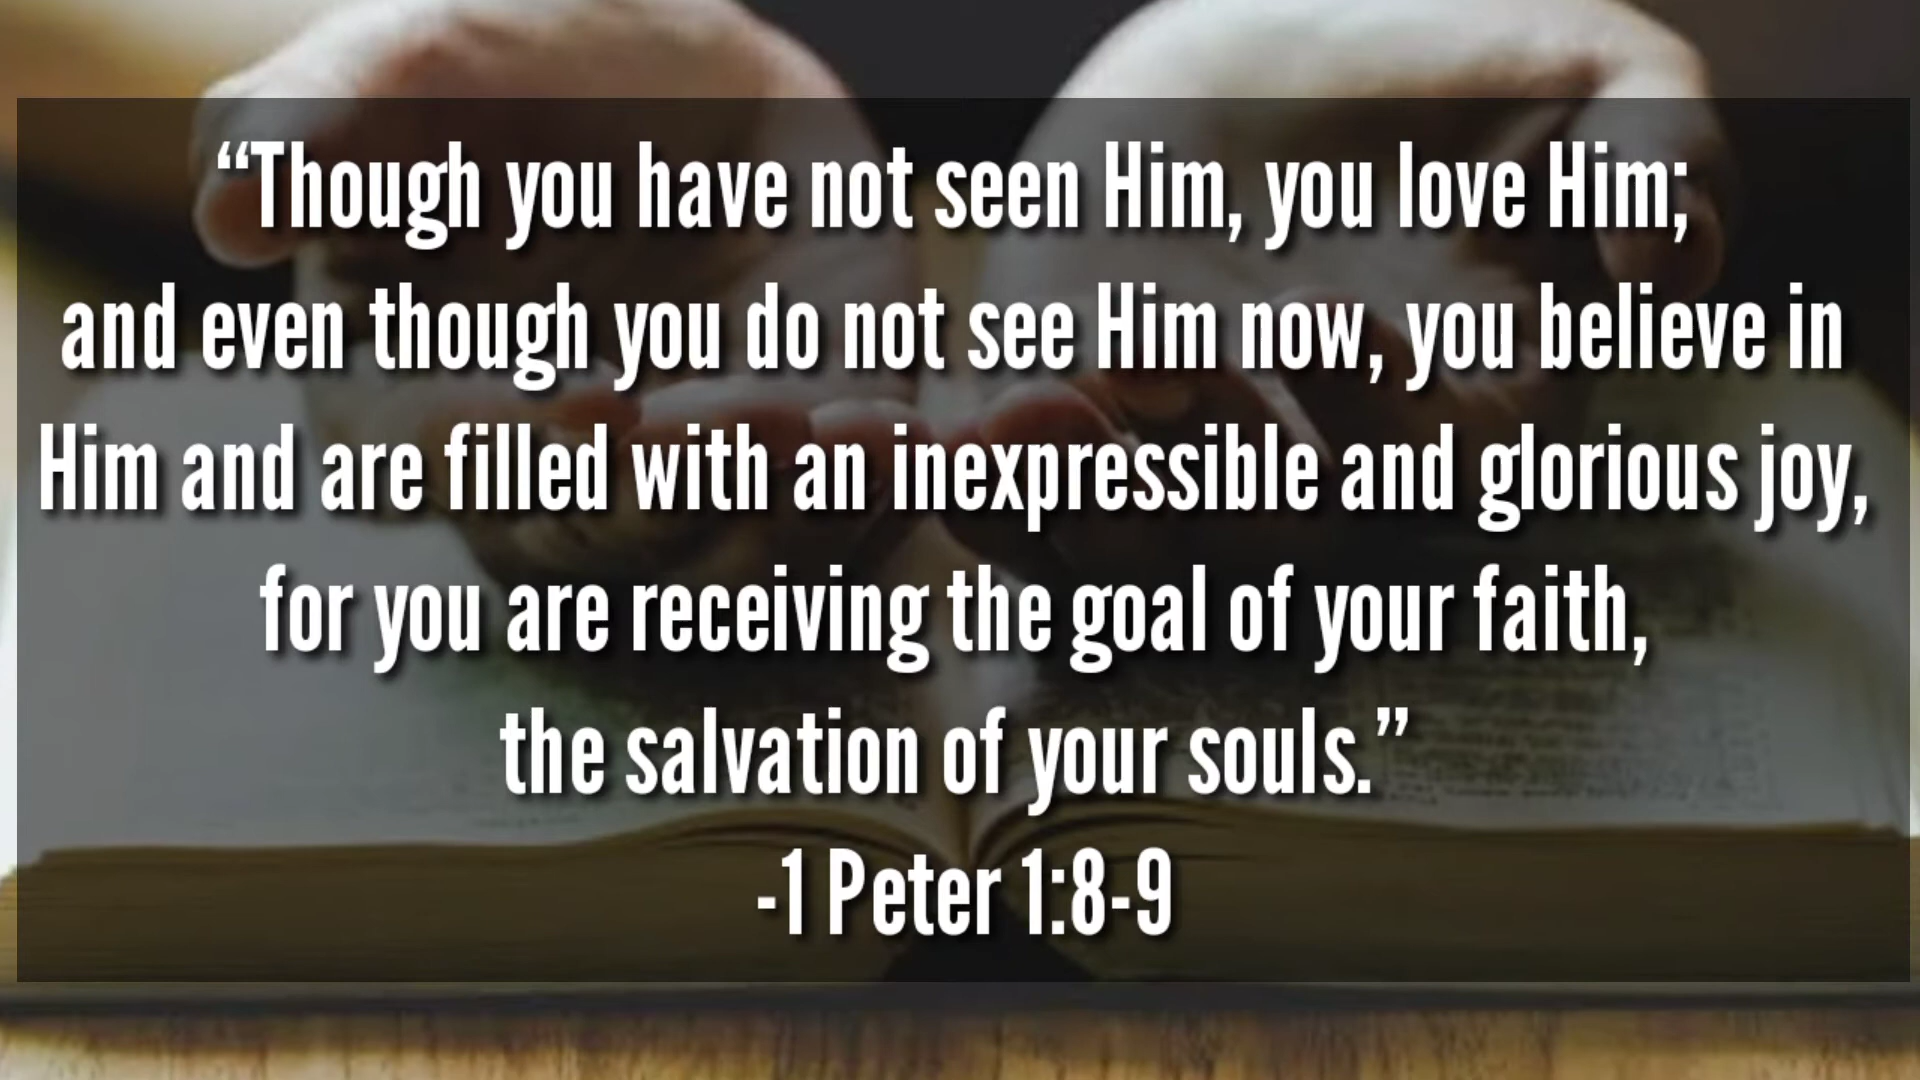 “Though you have not seen Him, you love Him;
and even though you do not see Him now, you believe in
Him and are filled with an inexpressible and glorious joy,
for you are receiving the goal of your faith,
the salvation of your souls.”
-1 Peter 1:8-9